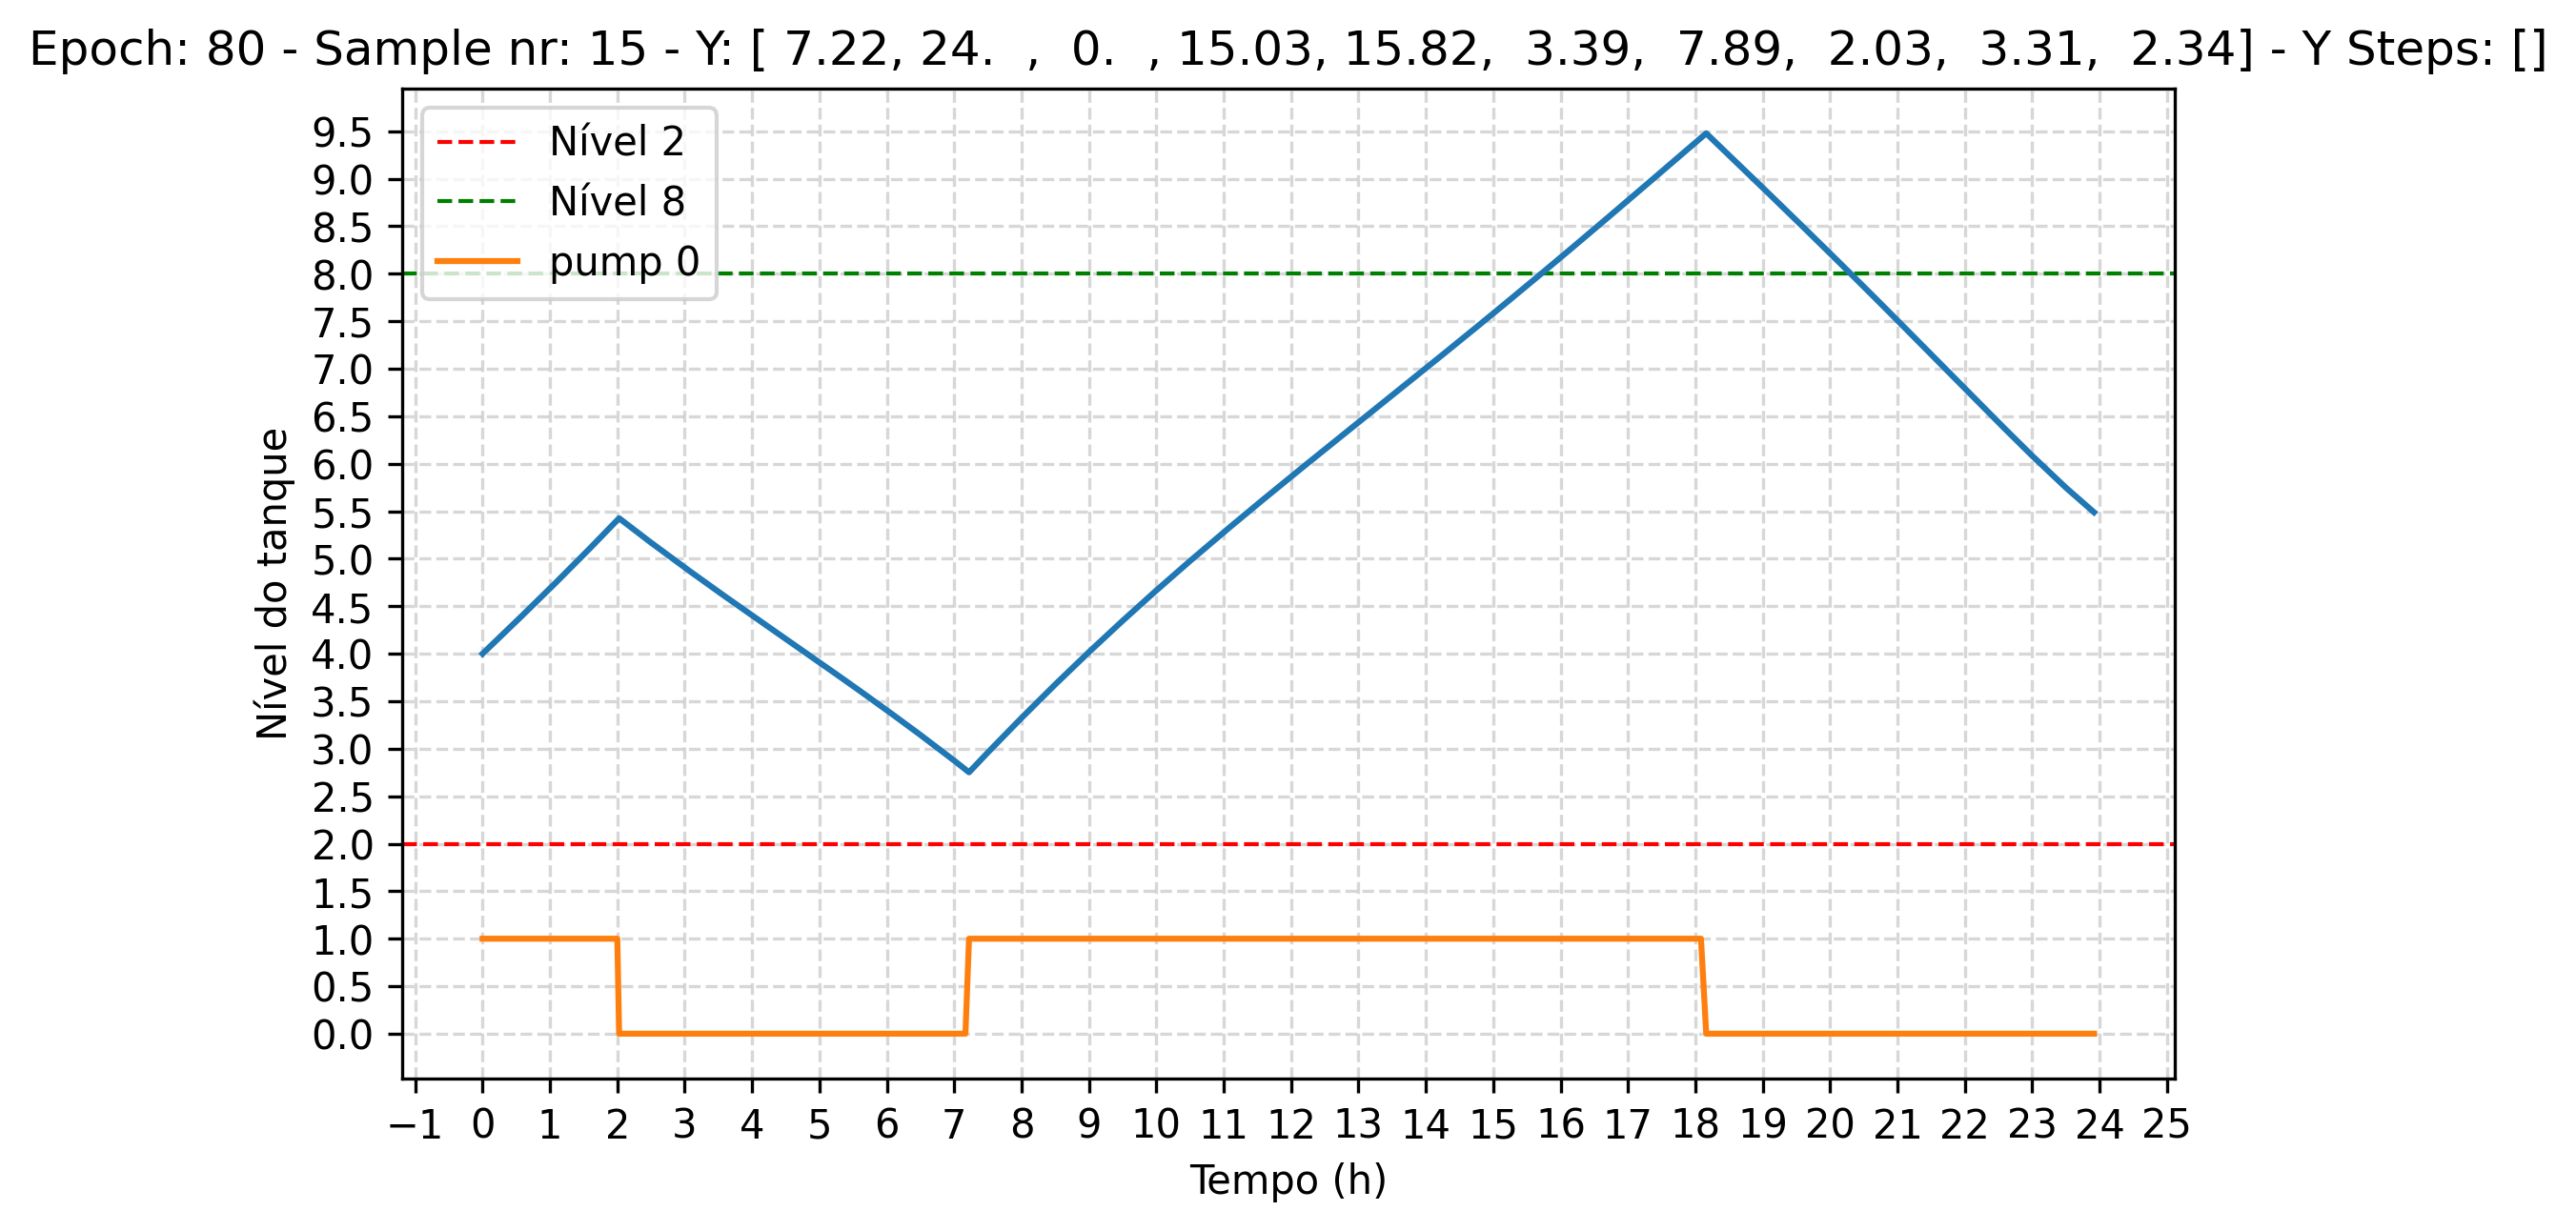 Epoch: 80 - Sample nr: 15 - Y: [ 7.22, 24.  ,  0.  , 15.03, 15.82,  3.39,  7.89,  2.03,  3.31,  2.34] - Y Steps: []
Nível 2
Nível 8
pump 0
Nível do tanque
9.5
9.0
8.5
8.0
7.5
7.0
6.5
6.0
5.5
5.0
4.5
4.0
3.5
3.0
2.5
2.0
1.5
1.0
0.5
0.0
−1 0 1 2 3 4 5 6 7 8 9 10 11 12 13 14 15 16 17 18 19 20 21 22 23 24 25
Tempo (h)